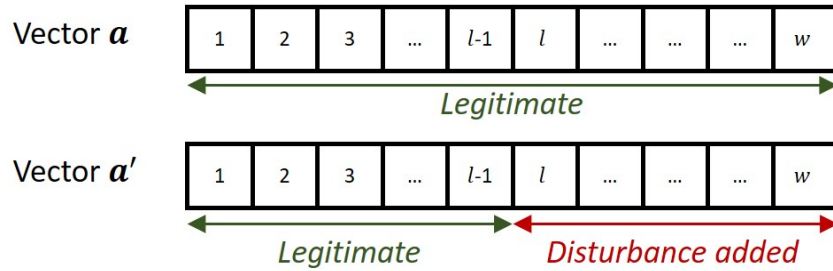 Vector a 1 2 3 ... l-1 l ... ... ... w
Legitimate
Vector a′ 1 2 3 ... l-1 l ... ... ... w
Legitimate Disturbance added